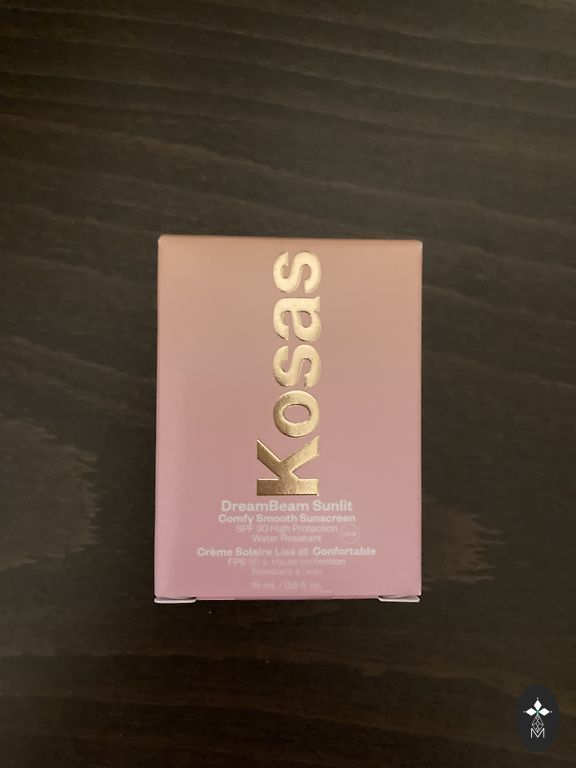 Kosas
DreamBeam Sunlit
Comfy Smooth Sunscreen
SPF 30 High Protection
Water Resistant
UVA
Crème Solaire Liss et Confortable
FPS 30 à Haute protection
Résistant à l'eau
15 mL / 0.5 fl oz
M